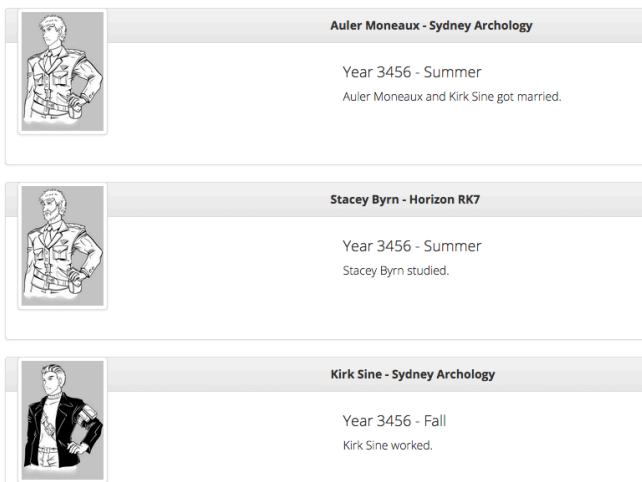 Auler Moneaux - Sydney Archology
Year 3456 - Summer
Auler Moneaux and Kirk Sine got married.
Stacey Byrn - Horizon RK7
Year 3456 - Summer
Stacey Byrn studied.
Kirk Sine - Sydney Archology
Year 3456 - Fall
Kirk Sine worked.